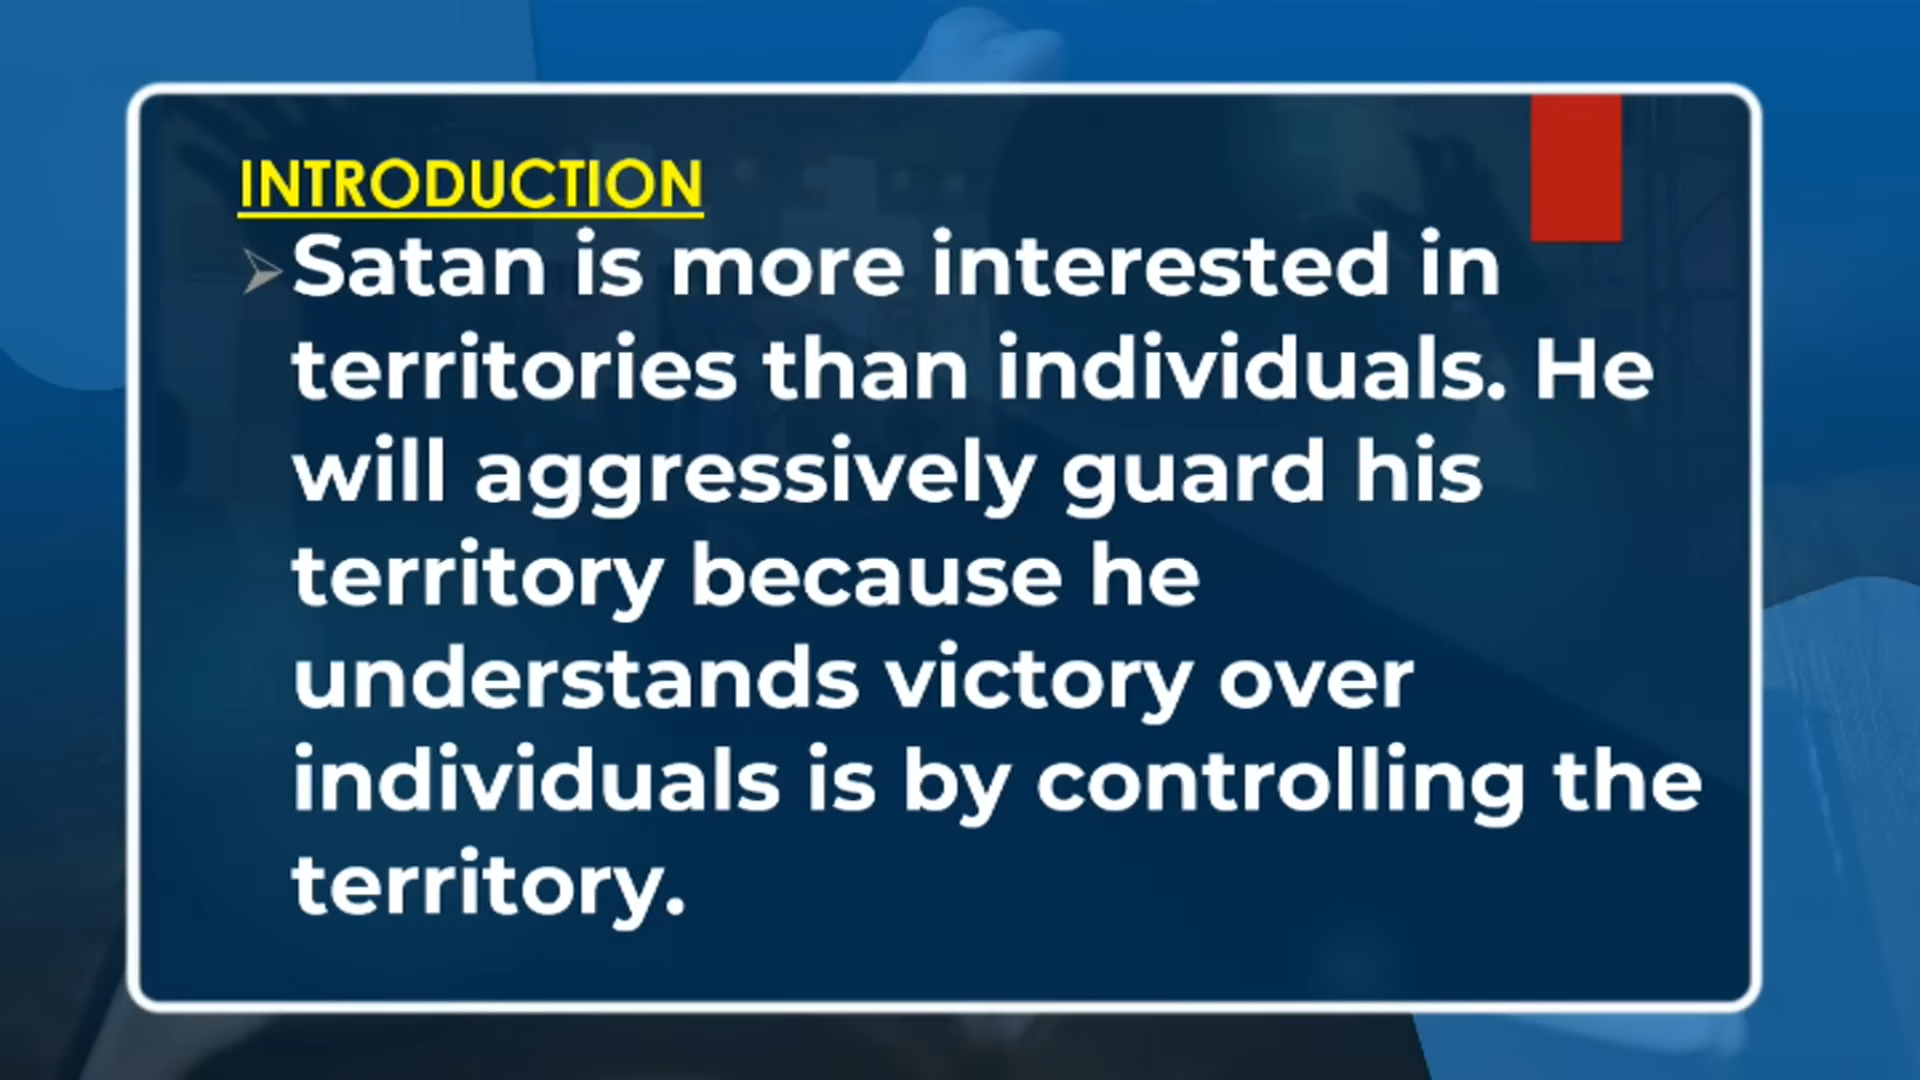 INTRODUCTION
Satan is more interested in
territories than individuals. He
will aggressively guard his
territory because he
understands victory over
individuals is by controlling the
territory.